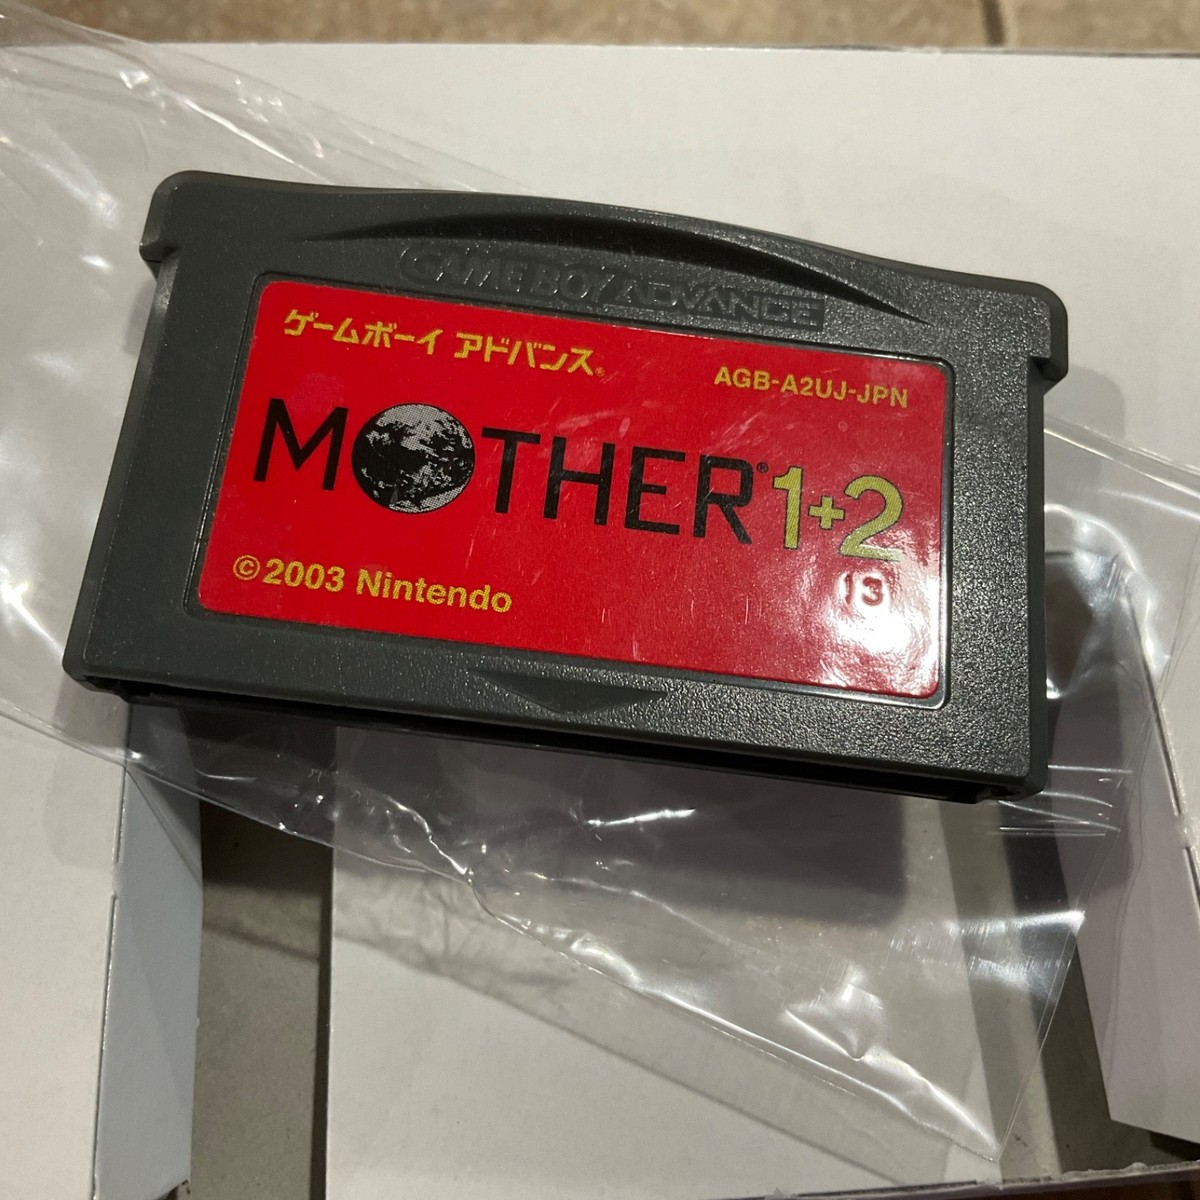 GAME BOY ADVANCE
ゲームボーイ アドバンス®
AGB-A2UJ-JPN
MOTHER® 1+2
© 2003 Nintendo
13